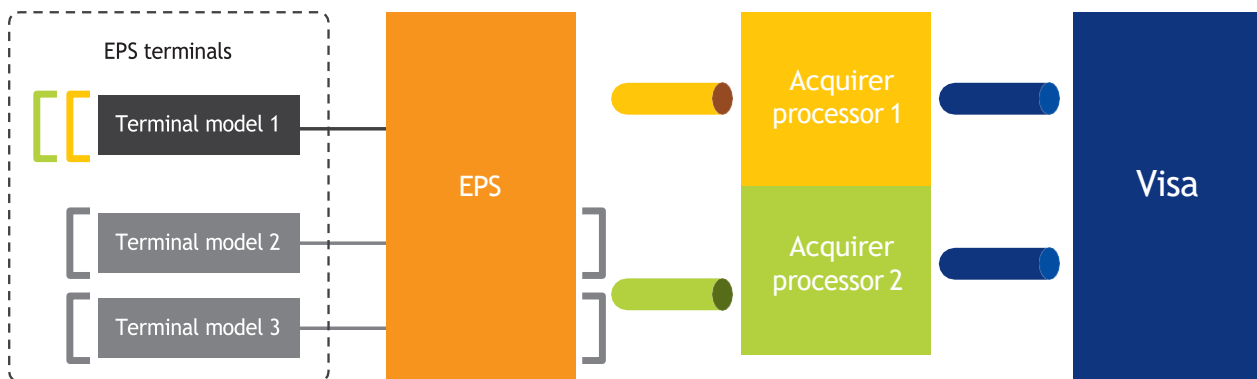 EPS terminals
Terminal model 1
Terminal model 2
Terminal model 3
EPS
Acquirer
processor 1
Acquirer
processor 2
Visa